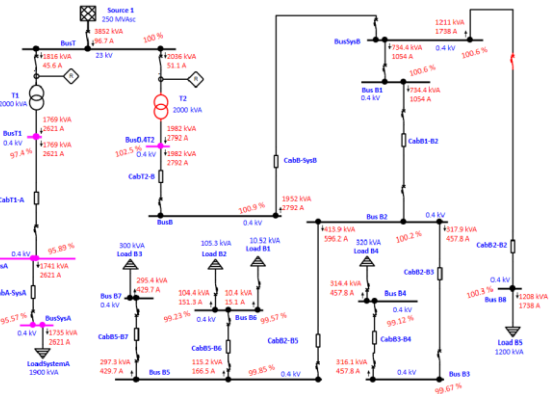 Source 1
250 MVAsc
3852 kVA
96.7 A
100 %
BusT
23 kV
1816 kVA
45.6 A
2036 kVA
51.1 A
R
R
T1
2000 kVA
T2
2000 kVA
1769 kVA
2621 A
BusT1
0.4 kV
1769 kVA
2621 A
97.4 %
1982 kVA
2792 A
0.4 kV
1982 kVA
2792 A
102.5 %
CabT1-A
CabT2-B
1952 kVA
2792 A
100.9 %
BusB
0.4 kV
CabB-SysB
BusSysB
1211 kVA
1738 A
0.4 kV
100.6 %
734.4 kVA
1054 A
100.6 %
Bus B1
0.4 kV
734.4 kVA
1054 A
CabB1-B2
Bus B2
0.4 kV
413.9 kVA
596.2 A
100.2 %
317.9 kVA
457.8 A
CabB2-B2
0.4 kV
100.3 %
Bus B8
1208 kVA
1738 A
Load B5
1200 kVA
0.4 kV
95.89 %
1741 kVA
2621 A
95.57 %
BusSysA
0.4 kV
1735 kVA
2621 A
LoadSystemA
1900 kVA
300 kVA
Load B3
105.3 kVA
Load B2
10.52 kVA
Load B1
295.4 kVA
429.7 A
Bus B7
0.4 kV
104.4 kVA
151.3 A
10.4 kVA
15.1 A
99.23 %
0.4 kV
Bus B6
99.57 %
CabB5-B7
CabB5-B6
CabB2-B5
297.3 kVA
429.7 A
115.2 kVA
166.5 A
99.85 %
Bus B5
0.4 kV
320 kVA
Load B4
314.4 kVA
457.8 A
Bus B4
0.4 kV
99.12 %
CabB2-B3
CabB3-B4
316.1 kVA
457.8 A
0.4 kV
Bus B3
99.67 %